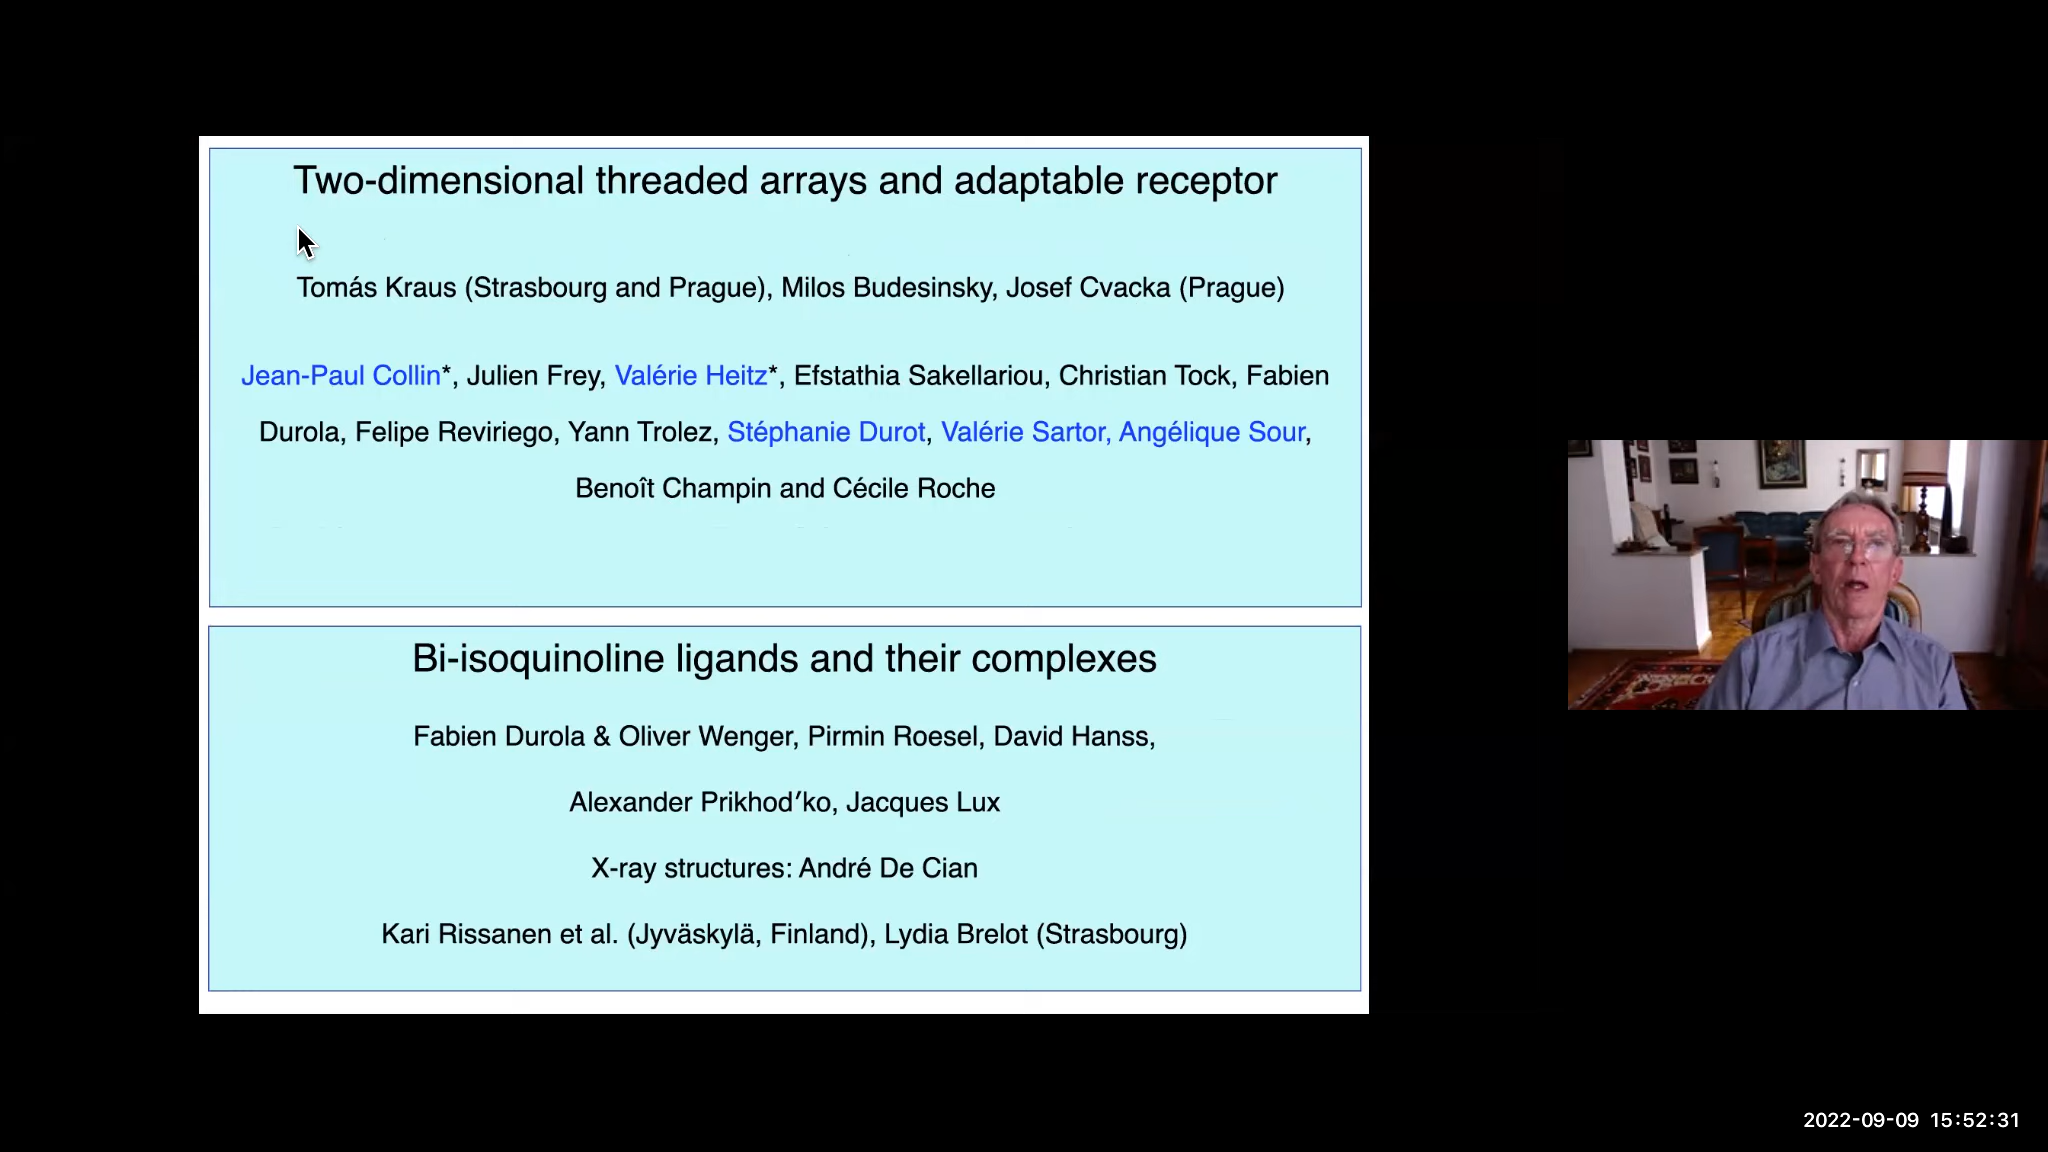 Two-dimensional threaded arrays and adaptable receptor
Tomás Kraus (Strasbourg and Prague), Milos Budesinsky, Josef Cvacka (Prague)
Jean-Paul Collin*, Julien Frey, Valérie Heitz*, Efstathia Sakellariou, Christian Tock, Fabien
Durola, Felipe Reviriego, Yann Trolez, Stéphanie Durot, Valérie Sartor, Angélique Sour,
Benoît Champin and Cécile Roche
Bi-isoquinoline ligands and their complexes
Fabien Durola & Oliver Wenger, Pirmin Roesel, David Hanss,
Alexander Prikhod′ko, Jacques Lux
X-ray structures: André De Cian
Kari Rissanen et al. (Jyväskylä, Finland), Lydia Brelot (Strasbourg)
2022-09-09 15:52:31